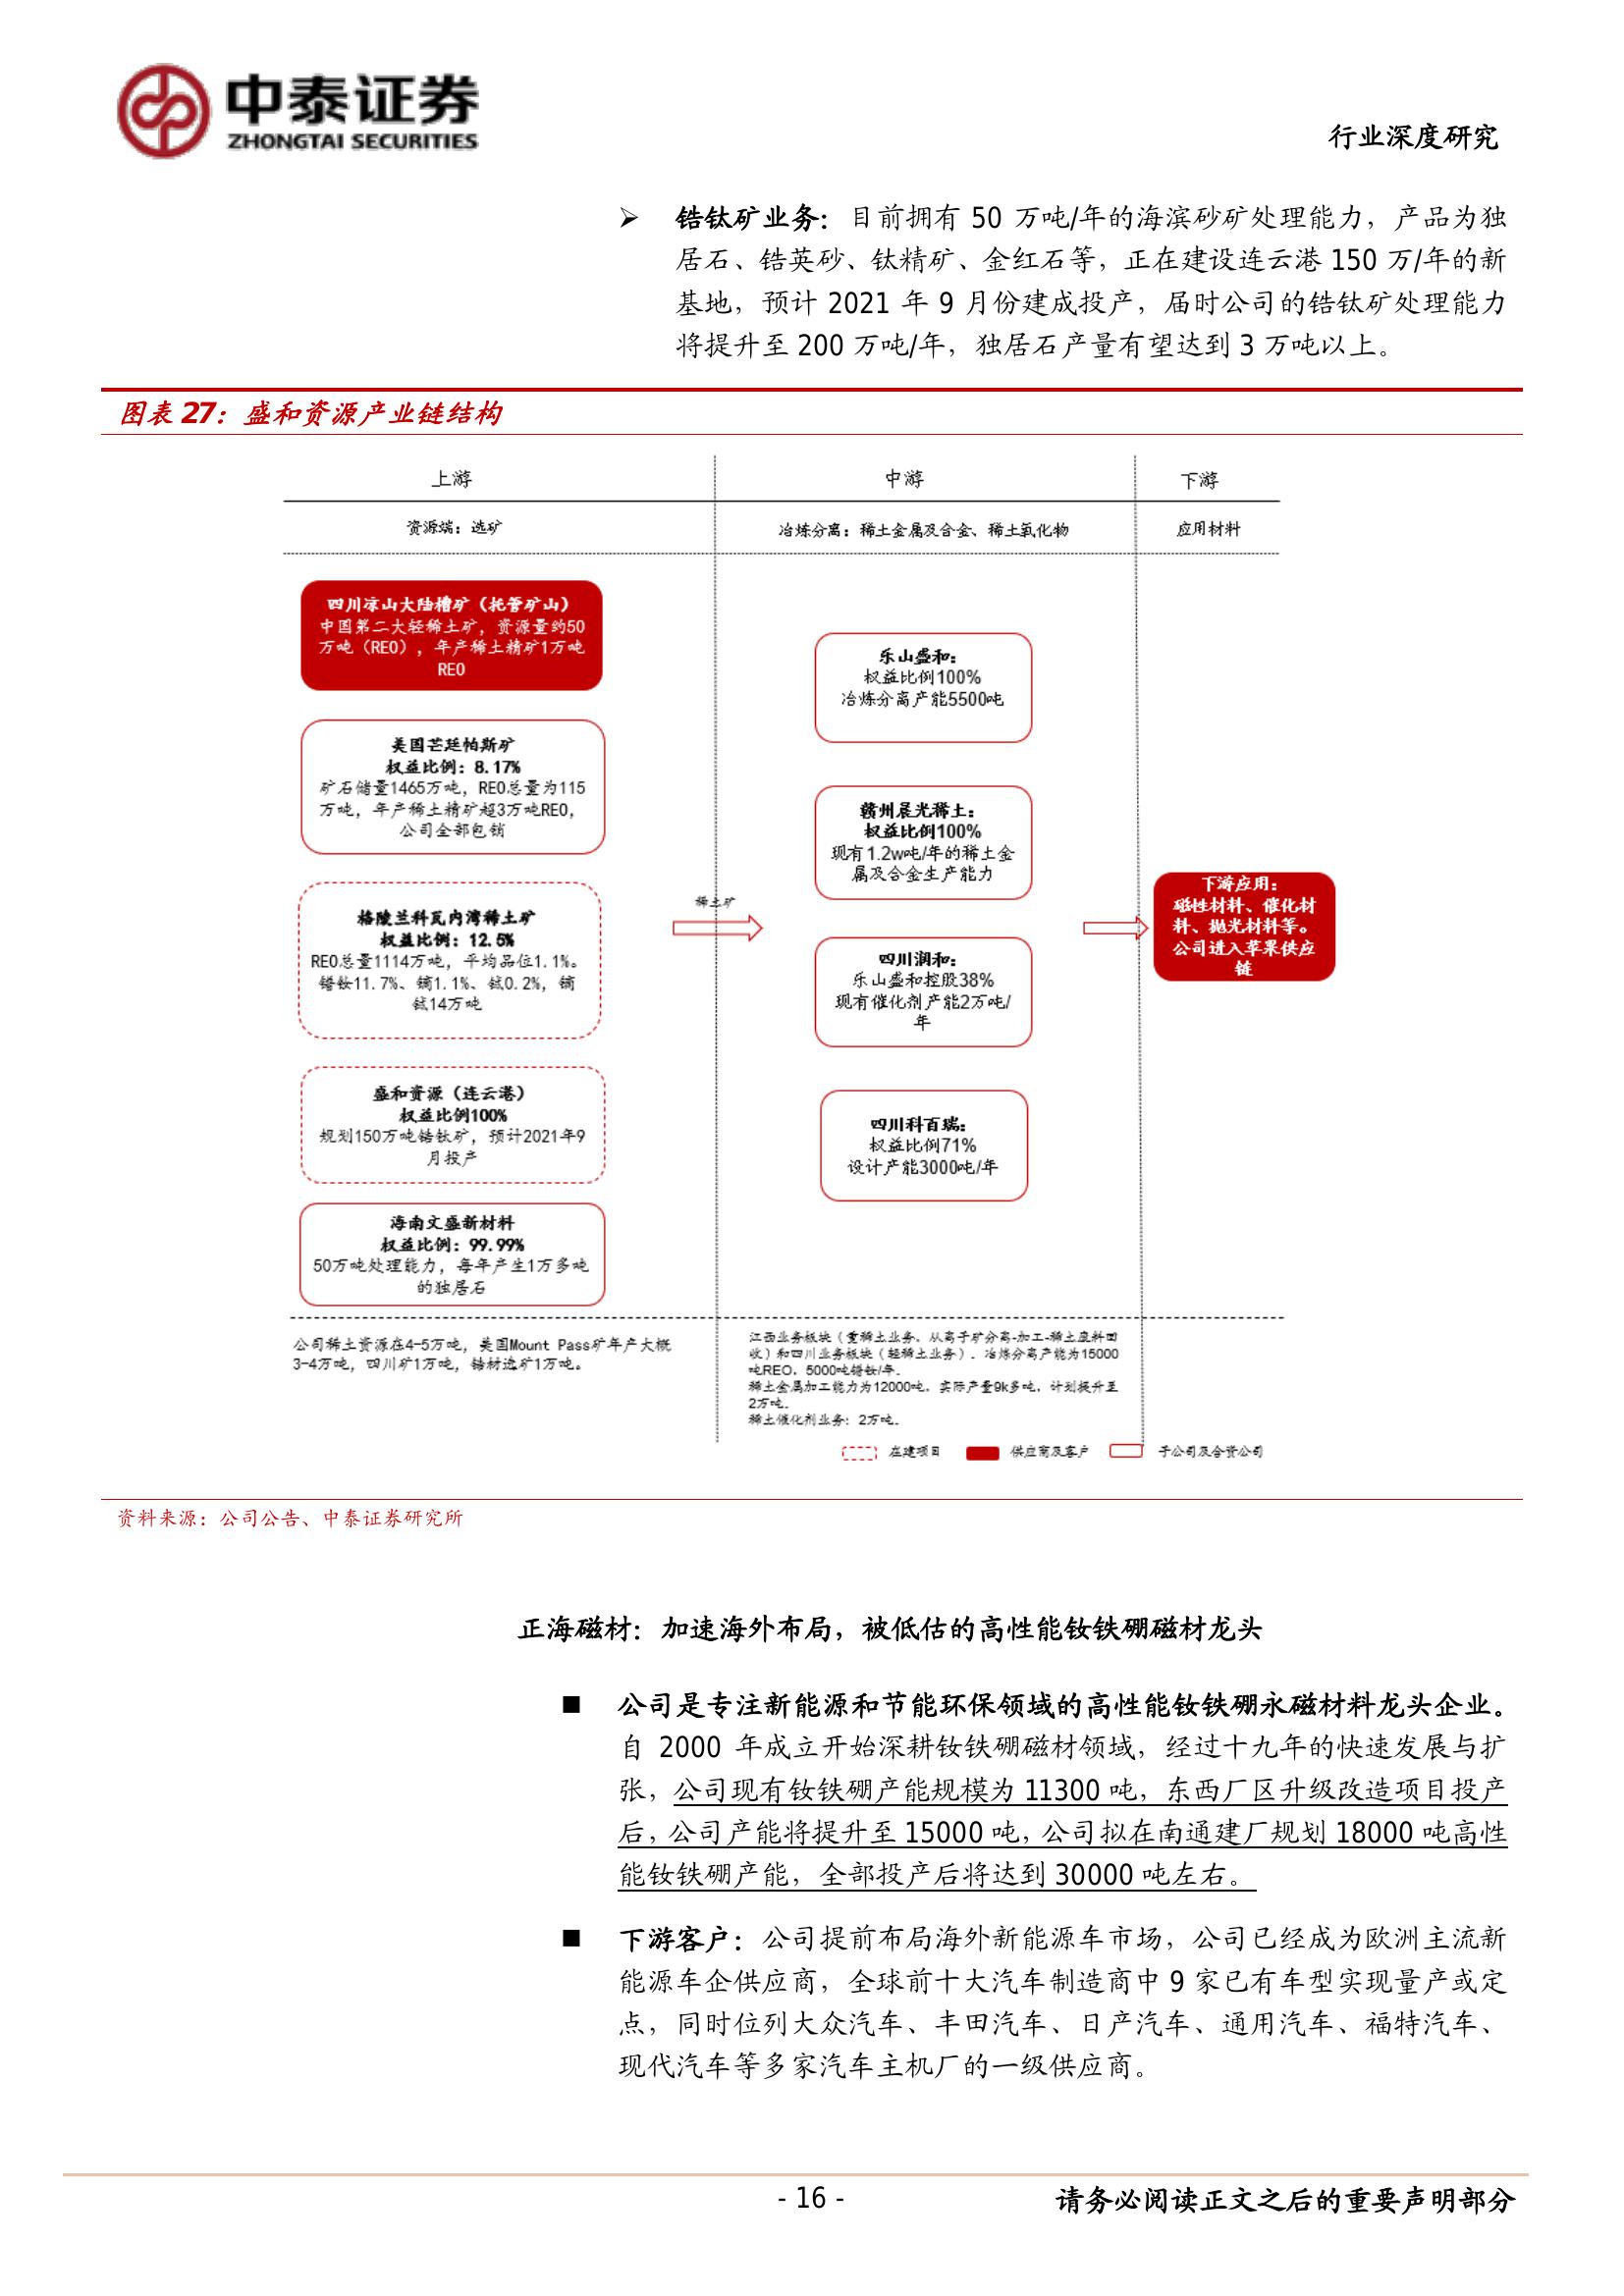 中泰证券
ZHONGTAI SECURITIES
行业深度研究
➢ 锆钛矿业务：目前拥有 50 万吨/年的海滨砂矿处理能力，产品为独
居石、锆英砂、钛精矿、金红石等，正在建设连云港 150 万/年的新
基地，预计 2021 年 9 月份建成投产，届时公司的锆钛矿处理能力
将提升至 200 万吨/年，独居石产量有望达到 3 万吨以上。
图表 27：盛和资源产业链结构
上游
中游
下游
资源端：选矿
冶炼分离：稀土金属及合金、稀土氧化物
应用材料
四川凉山大陆槽矿（托管矿山）
中国第二大轻稀土矿，资源量约50
万吨（REO），年产稀土精矿1万吨
REO
美国芒廷帕斯矿
权益比例：8.17%
矿石储量1465万吨，REO总量为115
万吨，年产稀土精矿超3万吨REO，
公司全部包销
格陵兰科瓦内湾稀土矿
权益比例：12.5%
REO总量1114万吨，平均品位1.1%。
镨钕11.7%、镝1.1%、铽0.2%，镝
铽14万吨
盛和资源（连云港）
权益比例100%
规划150万吨锆钛矿，预计2021年9
月投产
海南文盛新材料
权益比例：99.99%
50万吨处理能力，每年产生1万多吨
的独居石
稀土矿
乐山盛和：
权益比例100%
冶炼分离产能5500吨
赣州晨光稀土：
权益比例100%
现有1.2w吨/年的稀土金
属及合金生产能力
四川润和：
乐山盛和控股38%
现有催化剂产能2万吨/
年
四川科百瑞：
权益比例71%
设计产能3000吨/年
下游应用：
磁性材料、催化材
料、抛光材料等。
公司进入苹果供应
链
公司稀土资源在4-5万吨，美国Mount Pass矿年产大概
3-4万吨，四川矿1万吨，锆材选矿1万吨。
江西业务板块（重稀土业务，从离子矿分离-加工-稀土废料回
收）和四川业务板块（轻稀土业务），冶炼分离产能为15000
吨REO，5000吨镨钕/年。
稀土金属加工能力为12000吨，实际产量9k多吨，计划提升至
2万吨。
稀土催化剂业务：2万吨。
在建项目
供应商及客户
子公司及合资公司
资料来源：公司公告、中泰证券研究所
正海磁材：加速海外布局，被低估的高性能钕铁硼磁材龙头
■ 公司是专注新能源和节能环保领域的高性能钕铁硼永磁材料龙头企业。
自 2000 年成立开始深耕钕铁硼磁材领域，经过十九年的快速发展与扩
张，公司现有钕铁硼产能规模为 11300 吨，东西厂区升级改造项目投产
后，公司产能将提升至 15000 吨，公司拟在南通建厂规划 18000 吨高性
能钕铁硼产能，全部投产后将达到 30000 吨左右。
■ 下游客户：公司提前布局海外新能源车市场，公司已经成为欧洲主流新
能源车企供应商，全球前十大汽车制造商中 9 家已有车型实现量产或定
点，同时位列大众汽车、丰田汽车、日产汽车、通用汽车、福特汽车、
现代汽车等多家汽车主机厂的一级供应商。
- 16 -
请务必阅读正文之后的重要声明部分